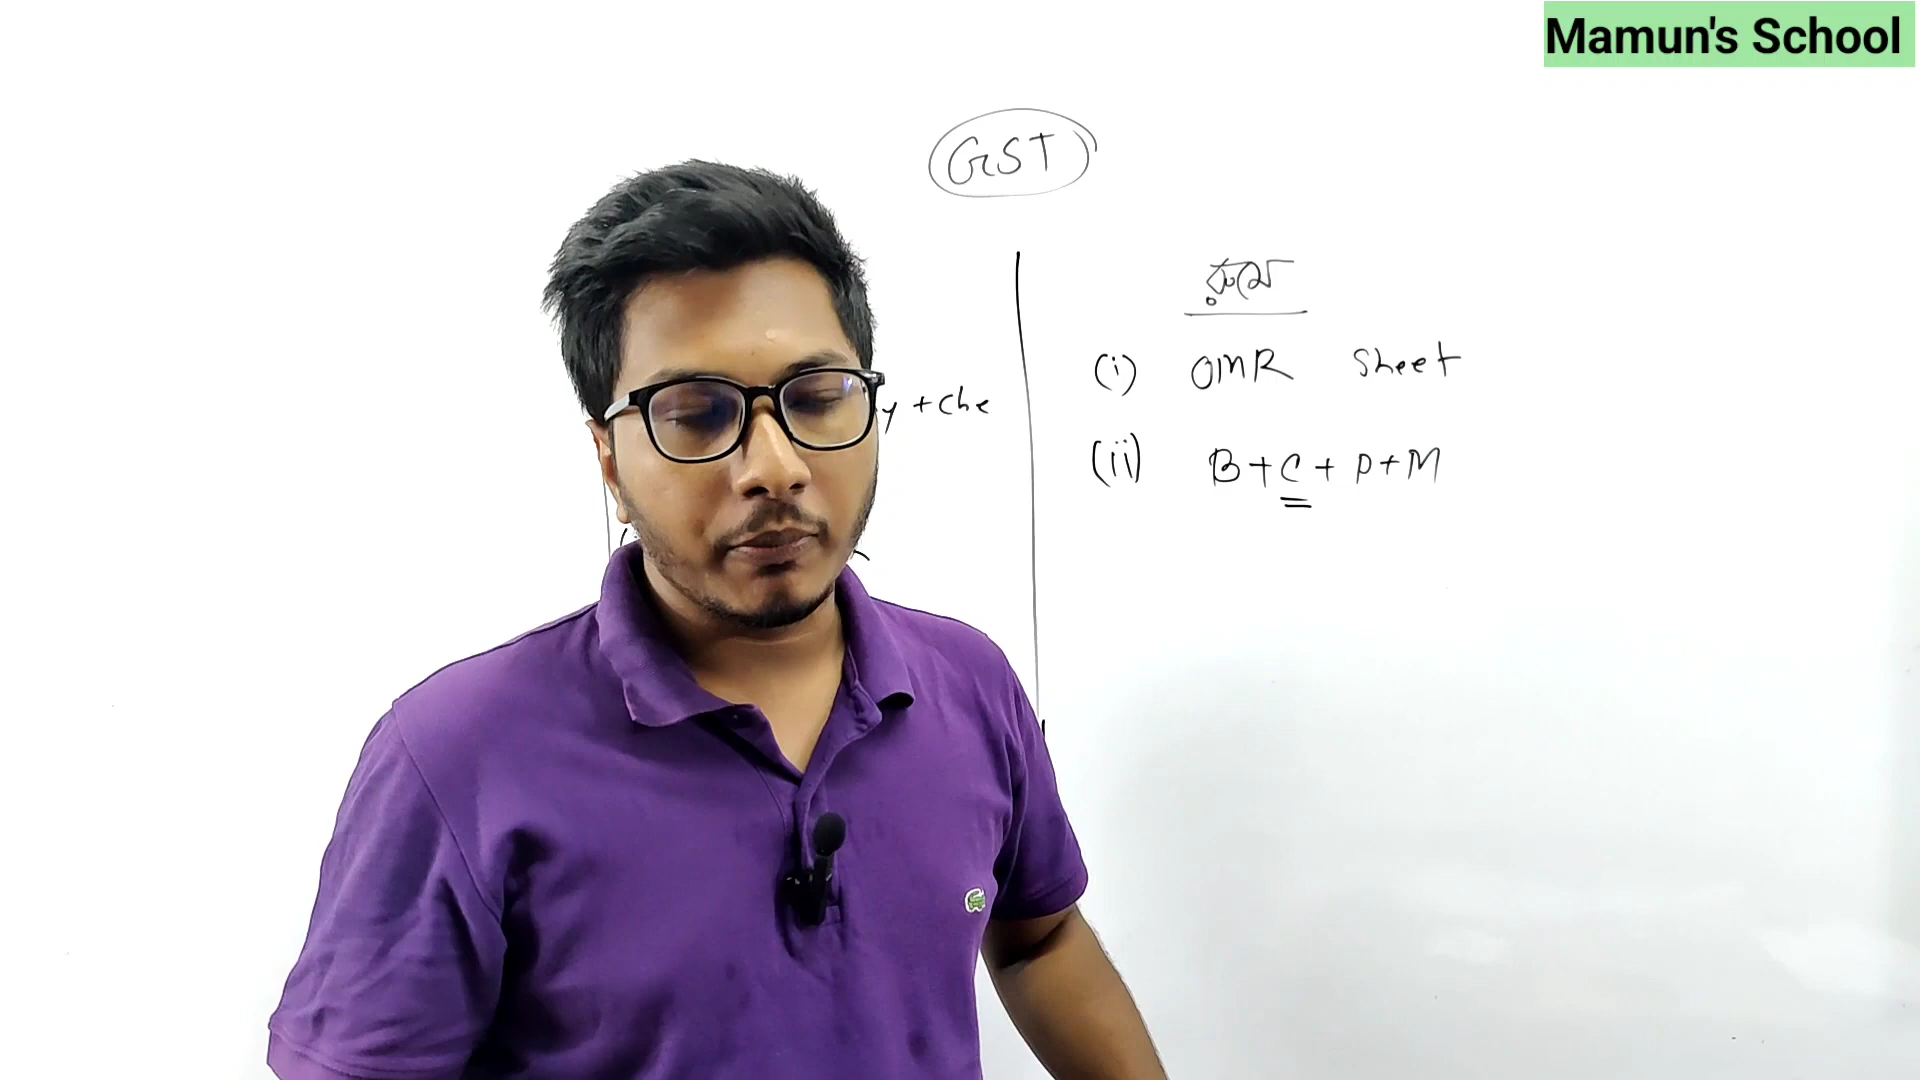 Mamun's School
GST
রুমে
y + Che
(i) OMR Sheet
(ii) B + C + P + M